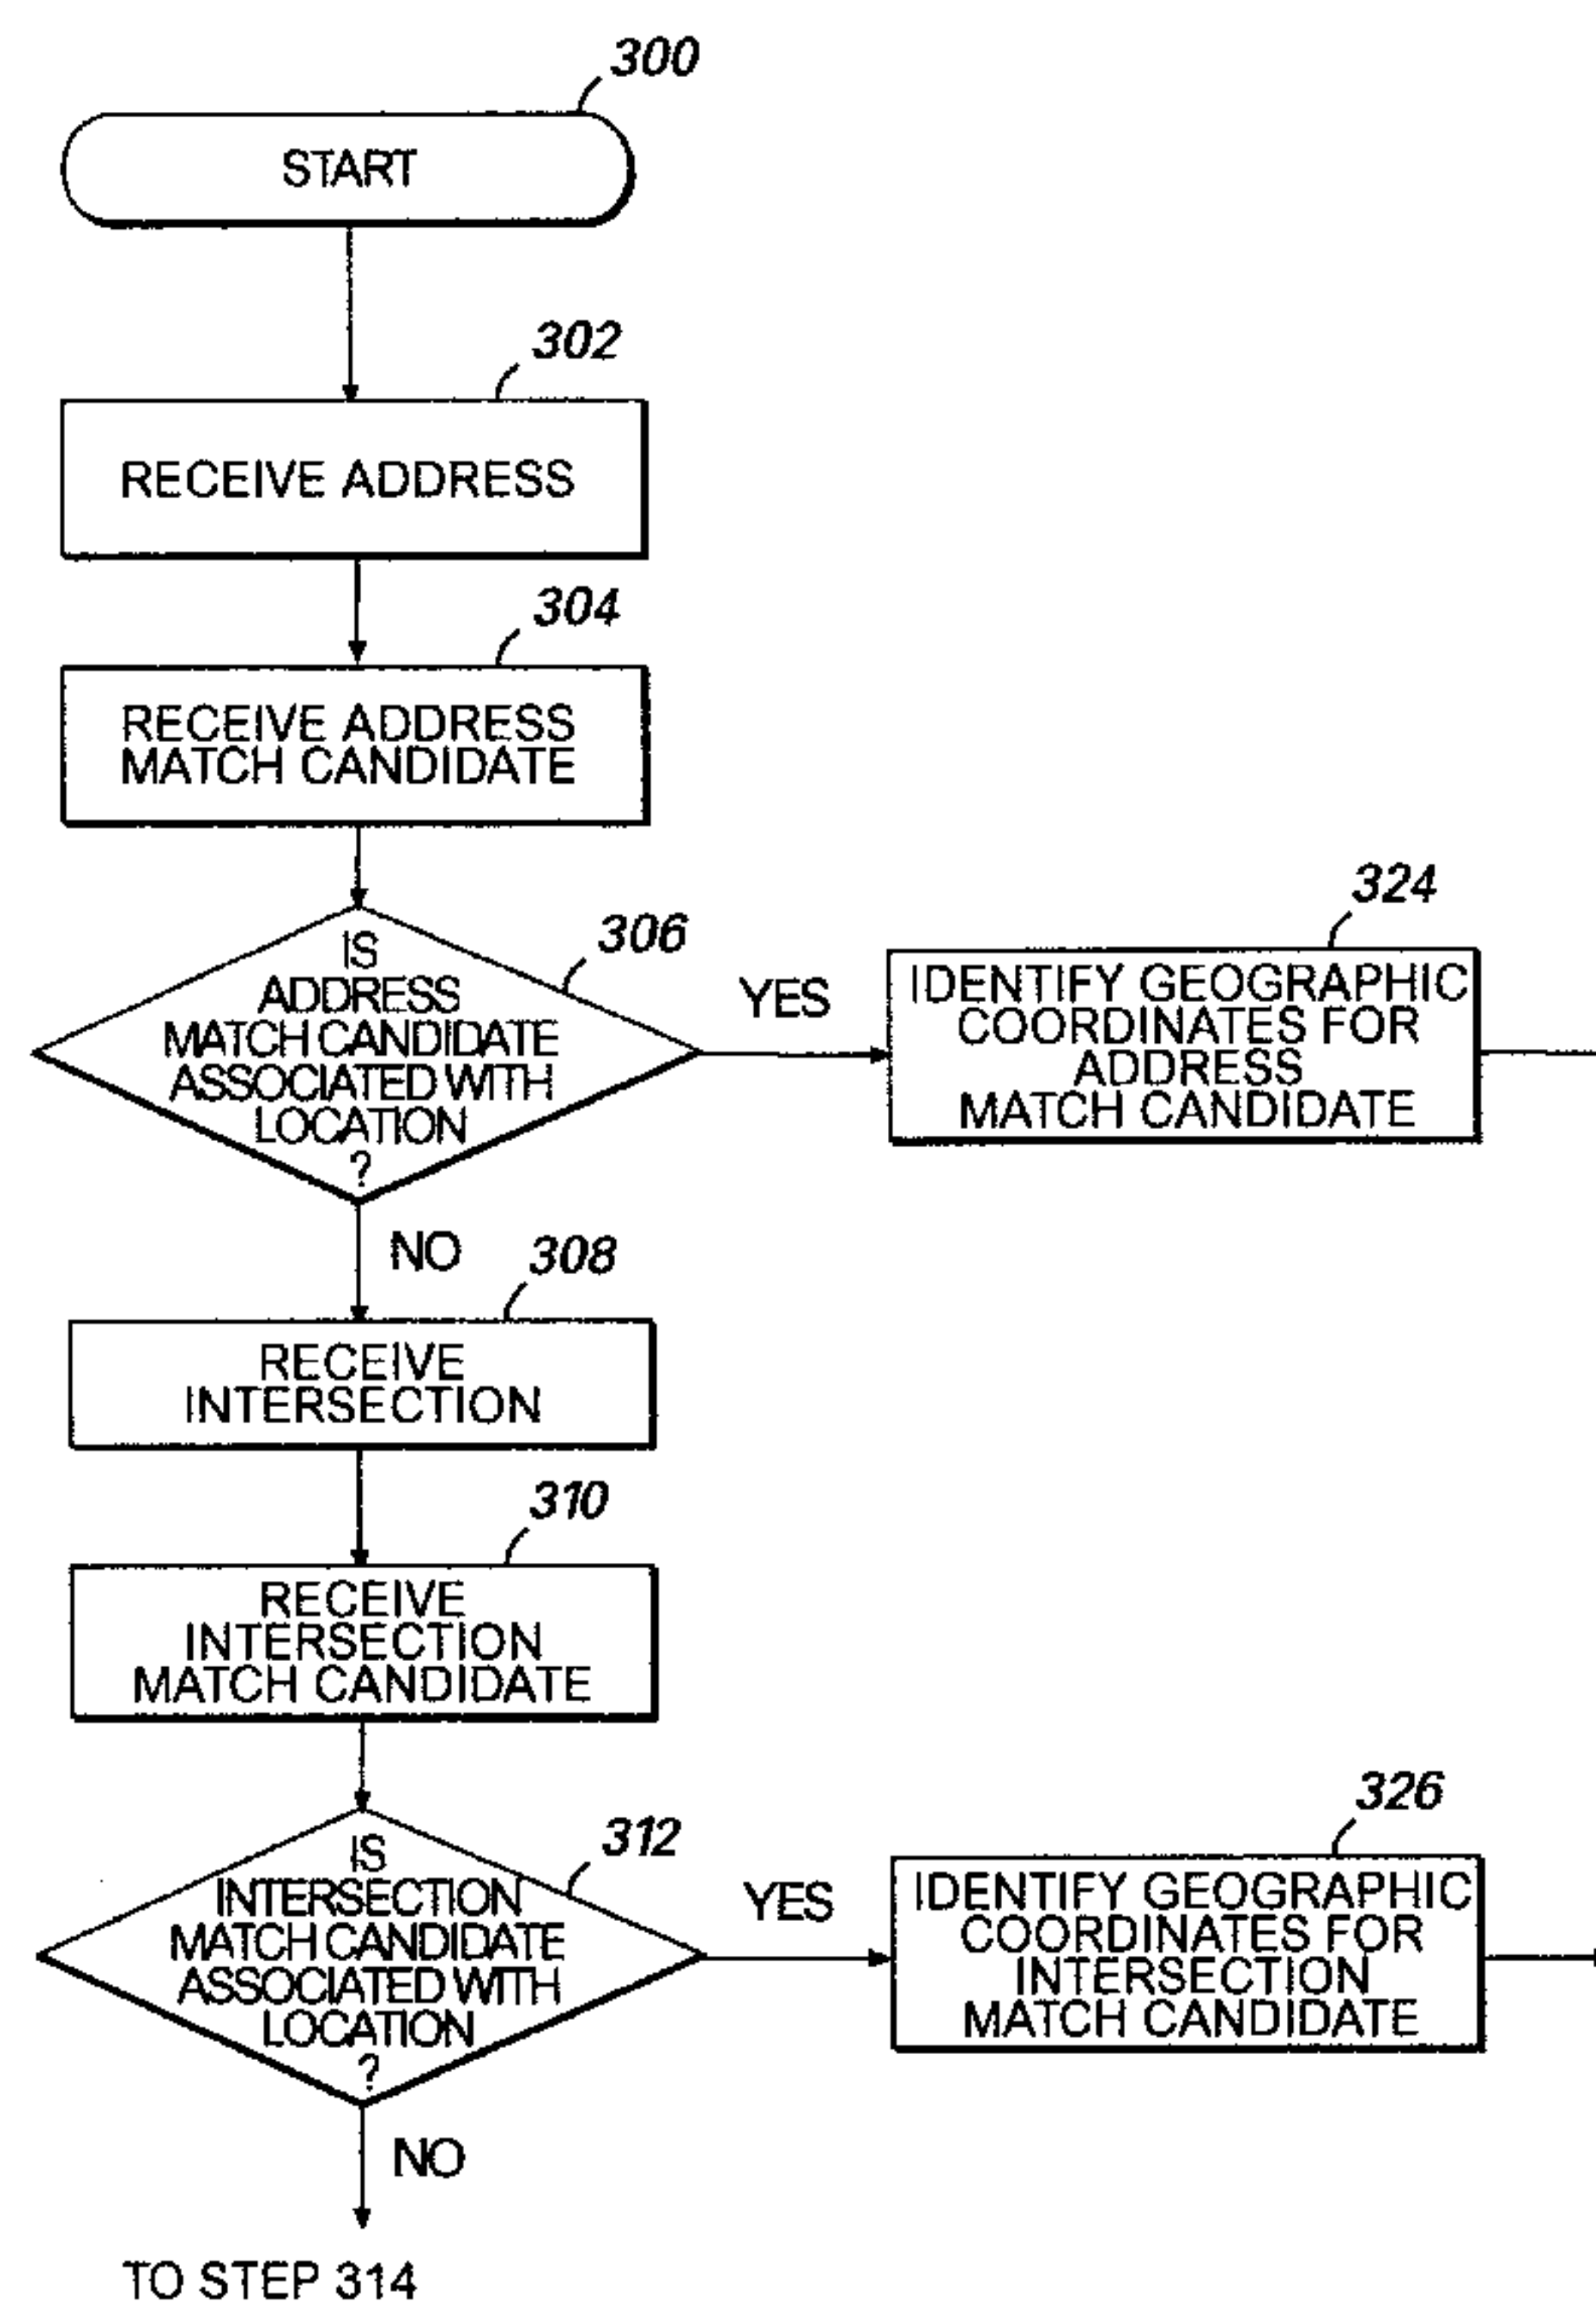 300
START
302
RECEIVE ADDRESS
304
RECEIVE ADDRESS
MATCH CANDIDATE
306
IS
ADDRESS
MATCH CANDIDATE
ASSOCIATED WITH
LOCATION
?
YES
324
IDENTIFY GEOGRAPHIC
COORDINATES FOR
ADDRESS
MATCH CANDIDATE
NO
308
RECEIVE
INTERSECTION
310
RECEIVE
INTERSECTION
MATCH CANDIDATE
312
IS
INTERSECTION
MATCH CANDIDATE
ASSOCIATED WITH
LOCATION
?
YES
326
IDENTIFY GEOGRAPHIC
COORDINATES FOR
INTERSECTION
MATCH CANDIDATE
NO
TO STEP 314